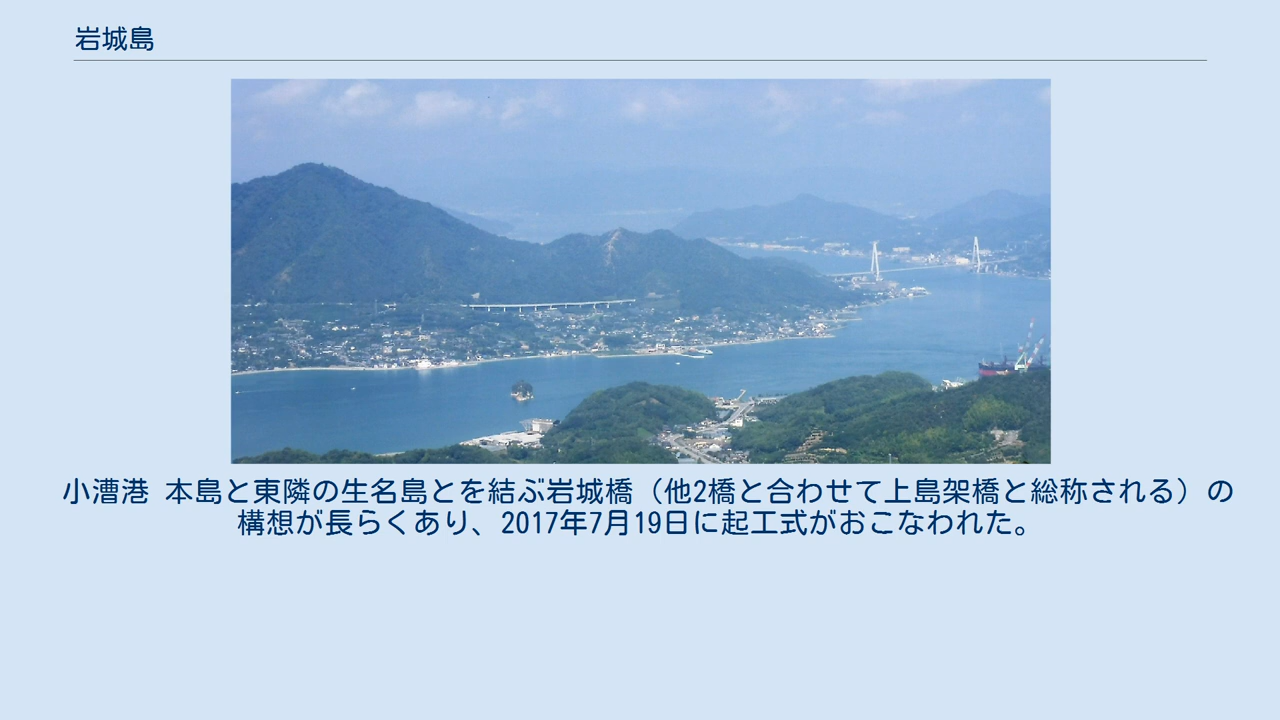 岩城島
小漕港 本島と東隣の生名島とを結ぶ岩城橋（他2橋と合わせて上島架橋と総称される）の
構想が長らくあり、2017年7月19日に起工式がおこなわれた。